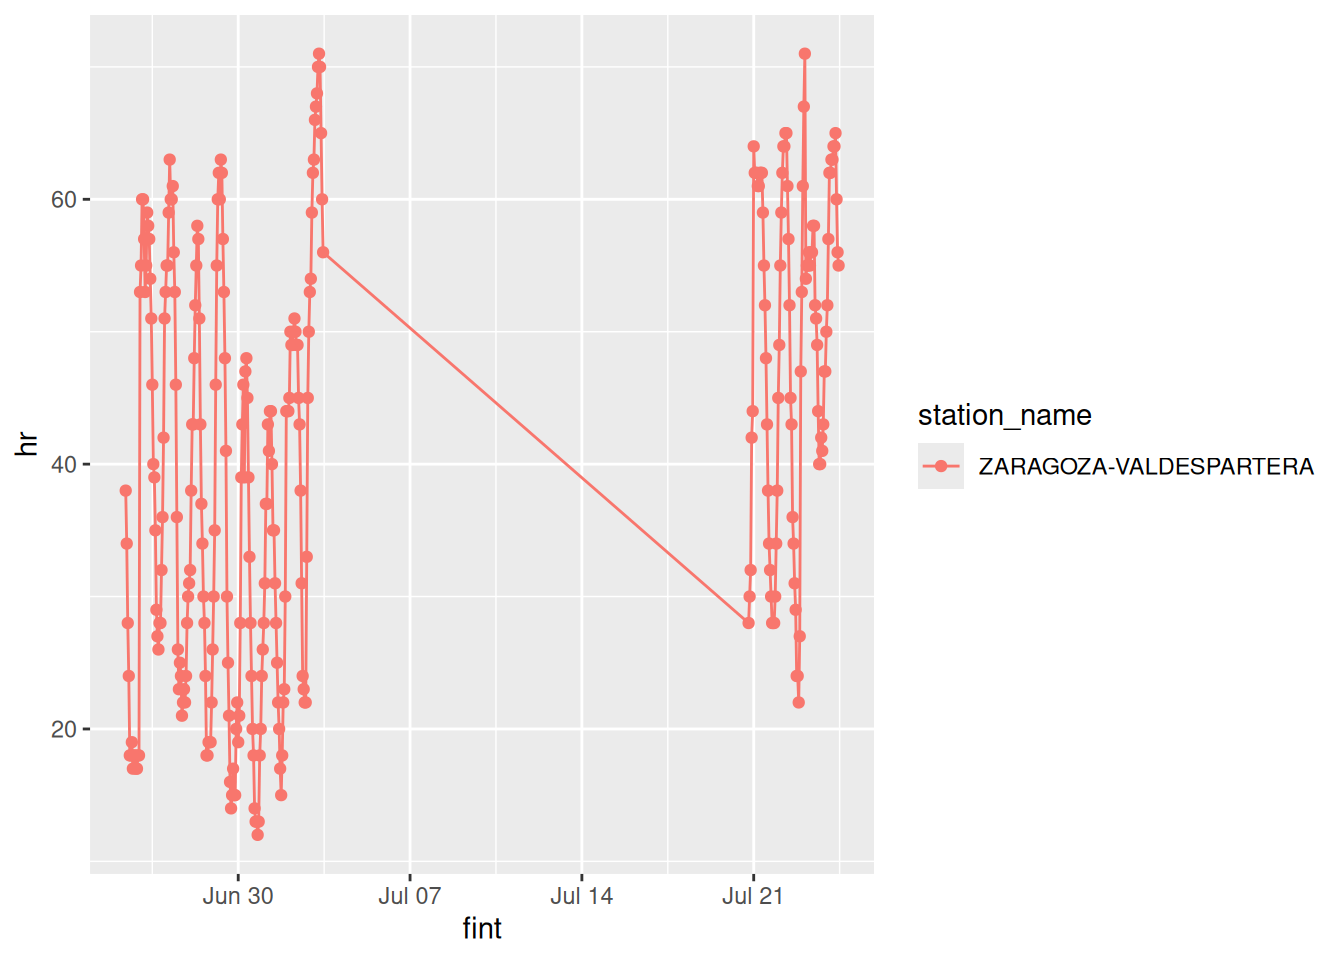 60
40
20
hr
Jun 30
Jul 07
Jul 14
Jul 21
fint
station_name
ZARAGOZA-VALDESPARTERA